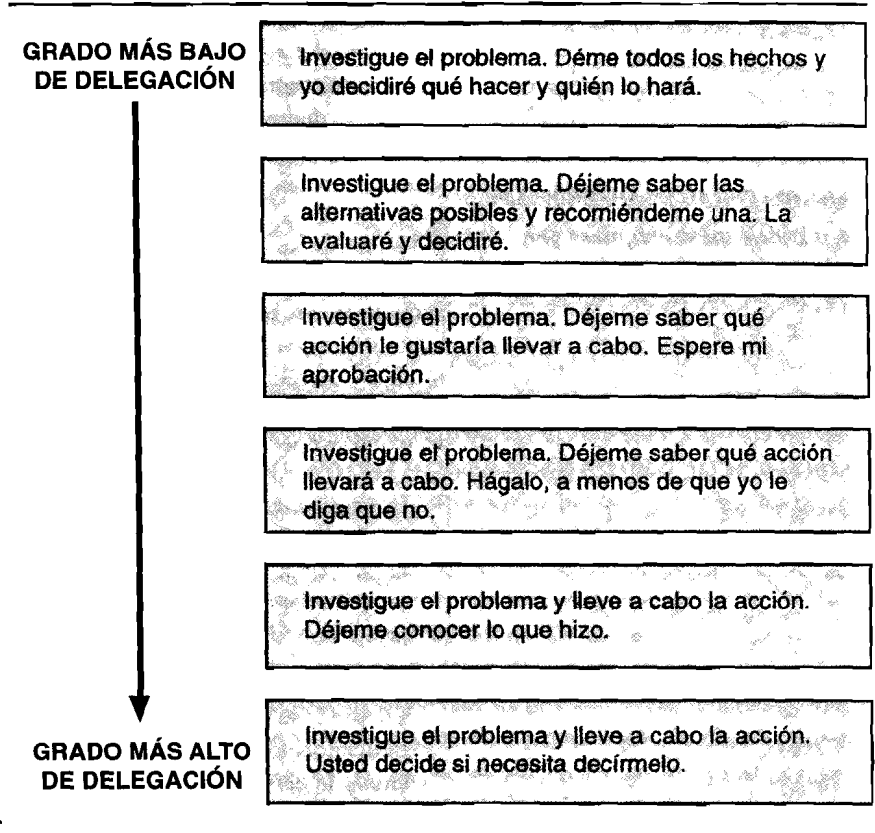 GRADO MÁS BAJO
DE DELEGACIÓN
Investigue el problema. Déme todos los hechos y
yo decidiré qué hacer y quién lo hará.
Investigue el problema. Déjeme saber las
alternativas posibles y recomiéndeme una. La
evaluaré y decidiré.
Investigue el problema. Déjeme saber qué
acción le gustaría llevar a cabo. Espere mi
aprobación.
Investigue el problema. Déjeme saber qué acción
llevará a cabo. Hágalo, a menos de que yo le
diga que no.
Investigue el problema y lleve a cabo la acción.
Déjeme conocer lo que hizo.
GRADO MÁS ALTO
DE DELEGACIÓN
Investigue el problema y lleve a cabo la acción.
Usted decide si necesita decírmelo.